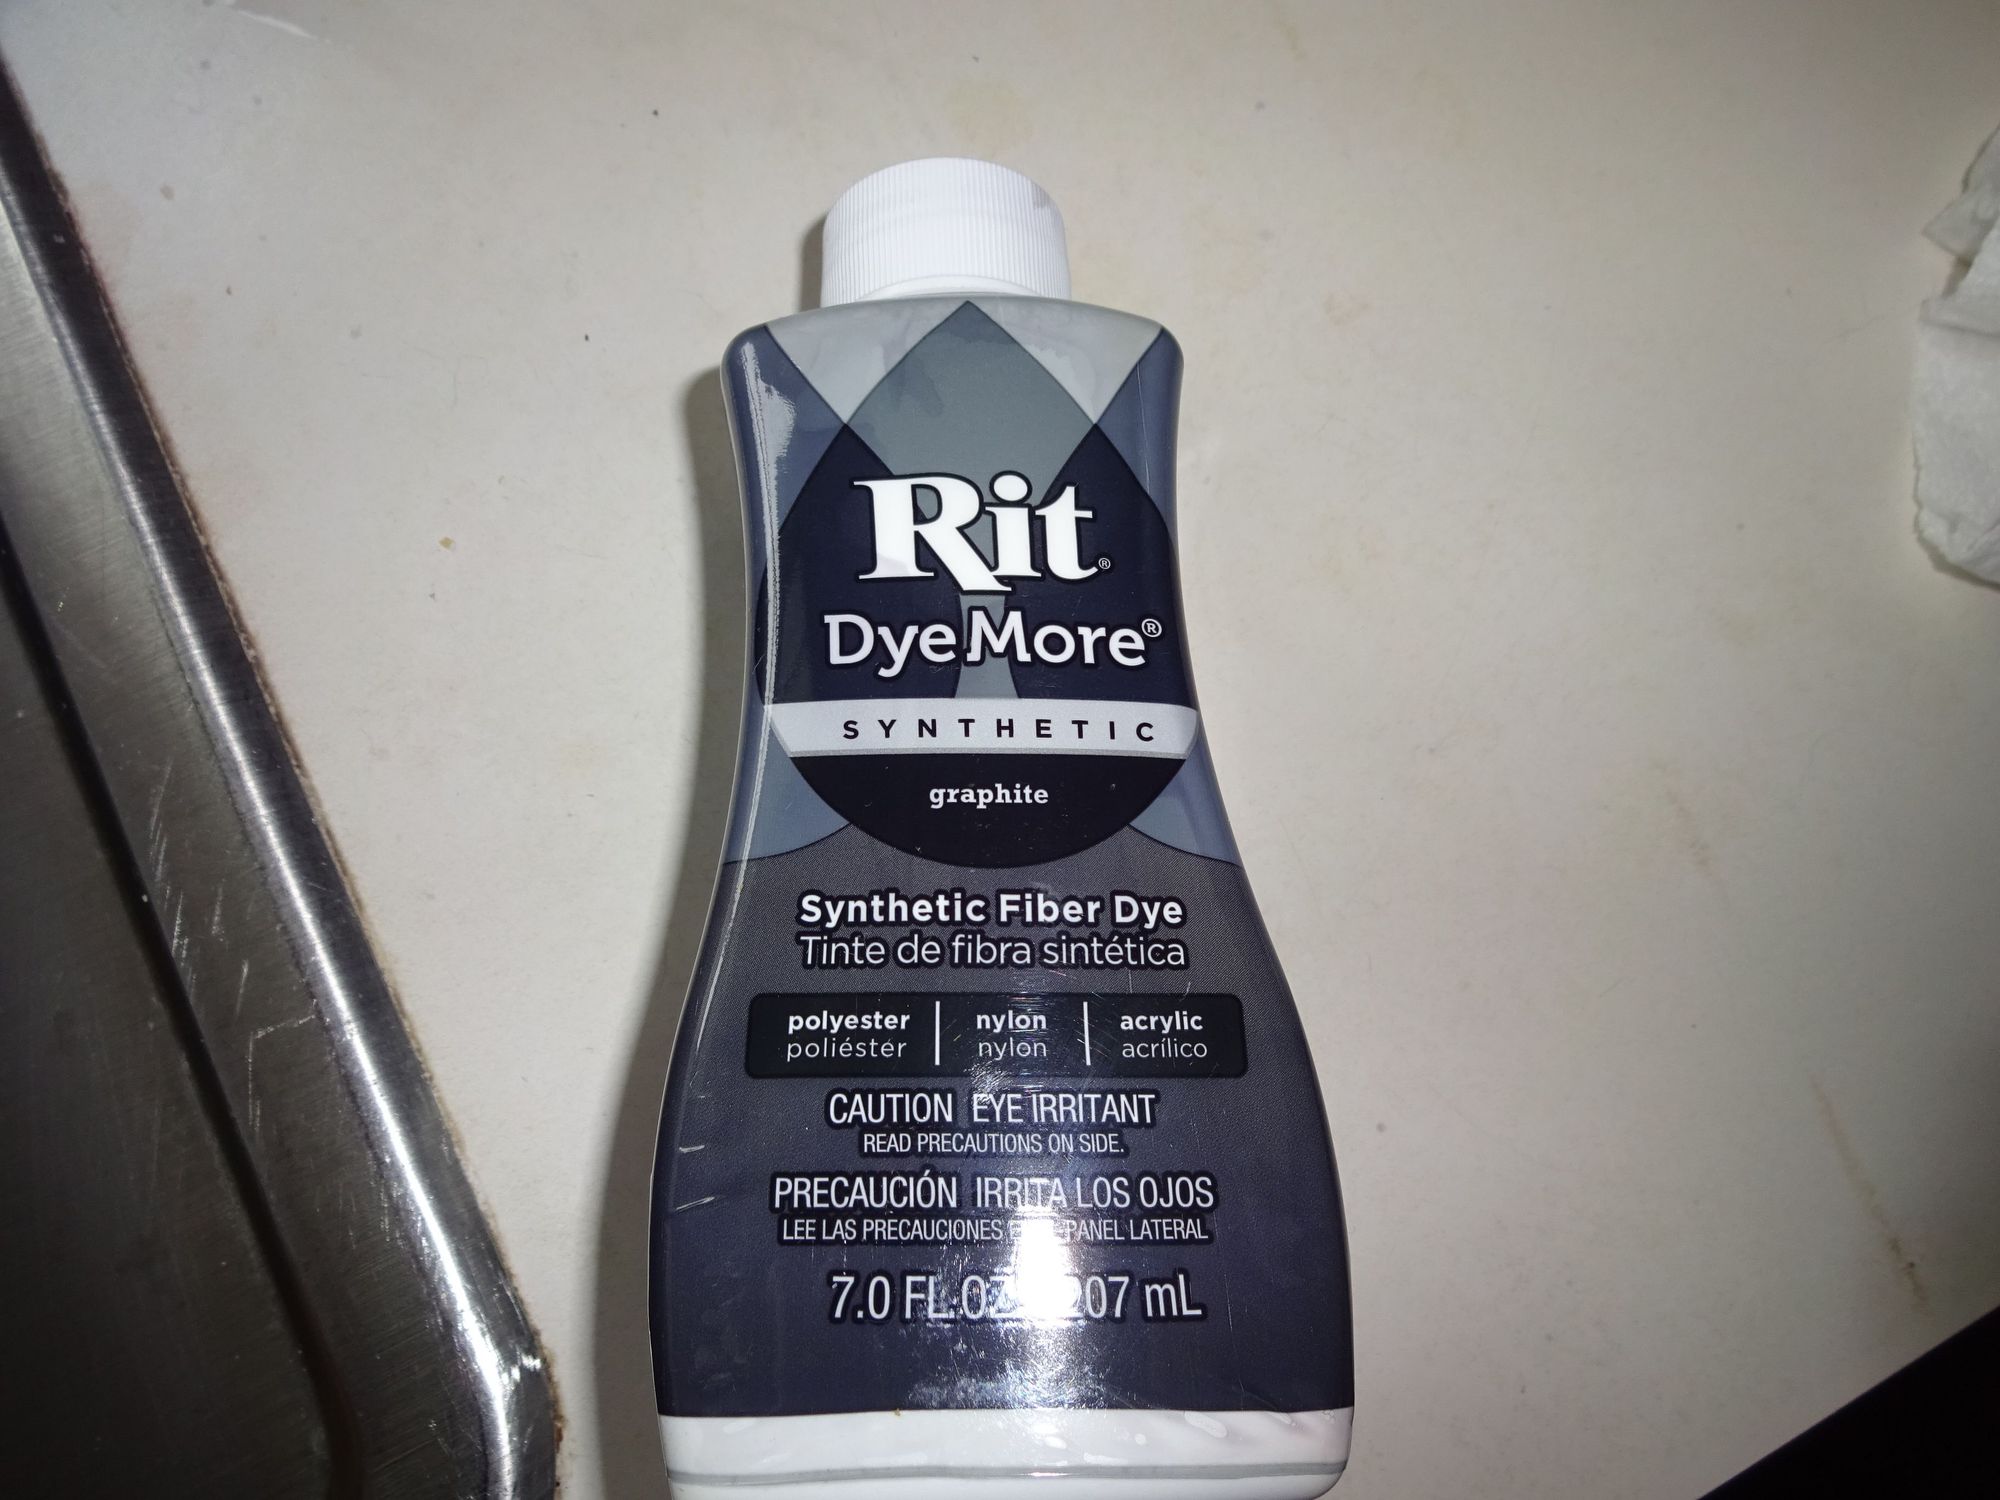 Rit®
DyeMore®
SYNTHETIC
graphite
Synthetic Fiber Dye
Tinte de fibra sintética
polyester nylon acrylic
poliéster nylon acrílico
CAUTION EYE IRRITANT
READ PRECAUTIONS ON SIDE.
PRECAUCIÓN IRRITA LOS OJOS
LEE LAS PRECAUCIONES PANEL LATERAL
7.0 FL.OZ 207 mL